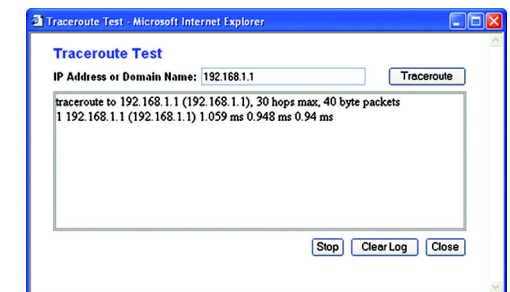 Traceroute Test - Microsoft Internet Explorer
Traceroute Test
IP Address or Domain Name: 192.168.1.1 Traceroute
traceroute to 192.168.1.1 (192.168.1.1), 30 hops max, 40 byte packets
1 192.168.1.1 (192.168.1.1) 1.059 ms 0.948 ms 0.94 ms
Stop Clear Log Close